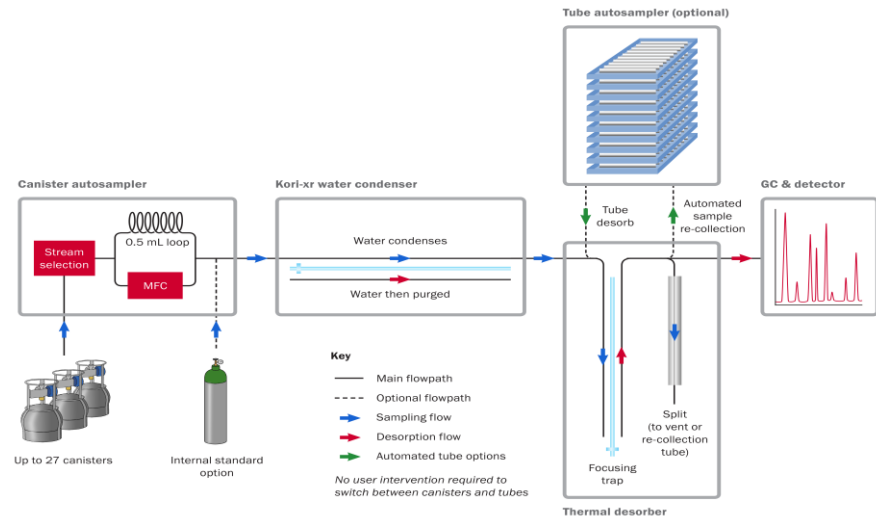 Tube autosampler (optional)
Canister autosampler
Kori-xr water condenser
GC & detector
Tube
desorb
Automated
sample
re-collection
0.5 mL loop
Stream
selection
MFC
Water condenses
Water then purged
Key
Main flowpath
Optional flowpath
Sampling flow
Desorption flow
Automated tube options
No user intervention required to
switch between canisters and tubes
Up to 27 canisters
Internal standard
option
Split
(to vent or
re-collection
tube)
Focusing
trap
Thermal desorber